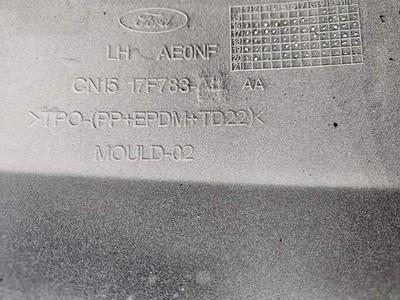 Ford
LH AE0NF
CN15 17F783- AA
>TPO-(PP+EPDM+TD22)<
MOULD-02